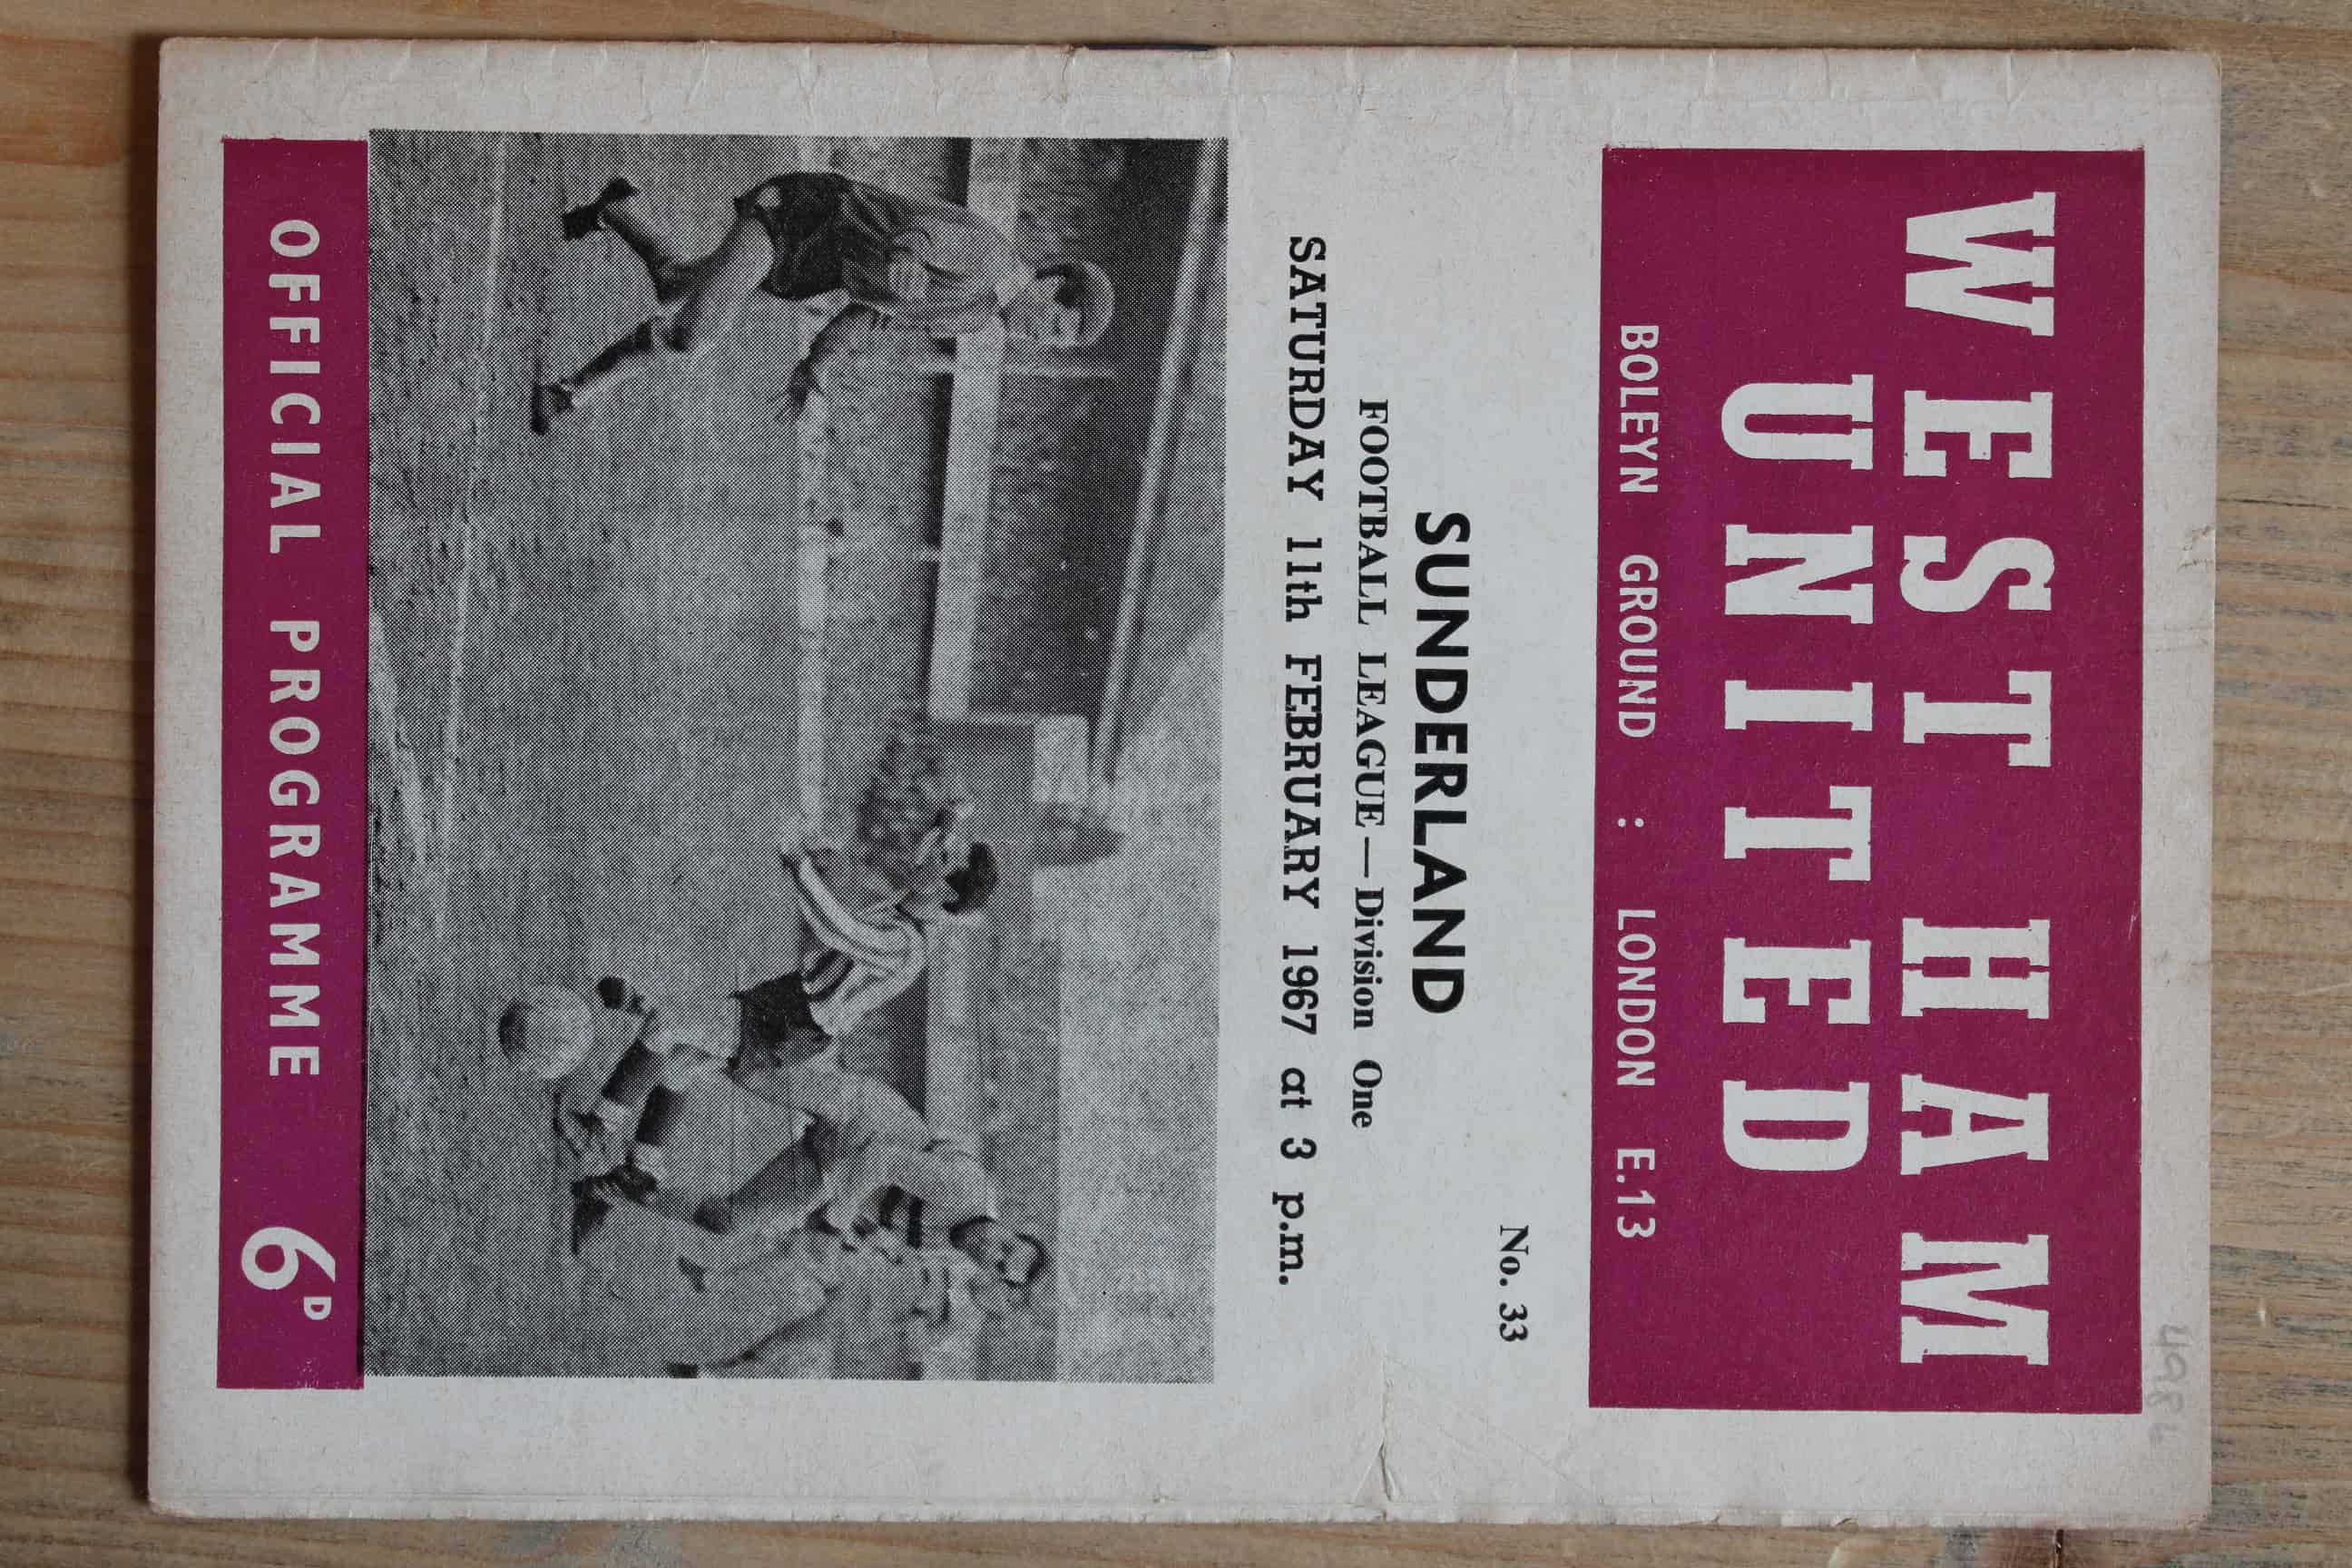 WEST HAM
UNITED
BOLEYN GROUND : LONDON E.13
No. 33
SUNDERLAND
FOOTBALL LEAGUE—Division One
SATURDAY 11th FEBRUARY 1967 at 3 p.m.
OFFICIAL PROGRAMME 6D